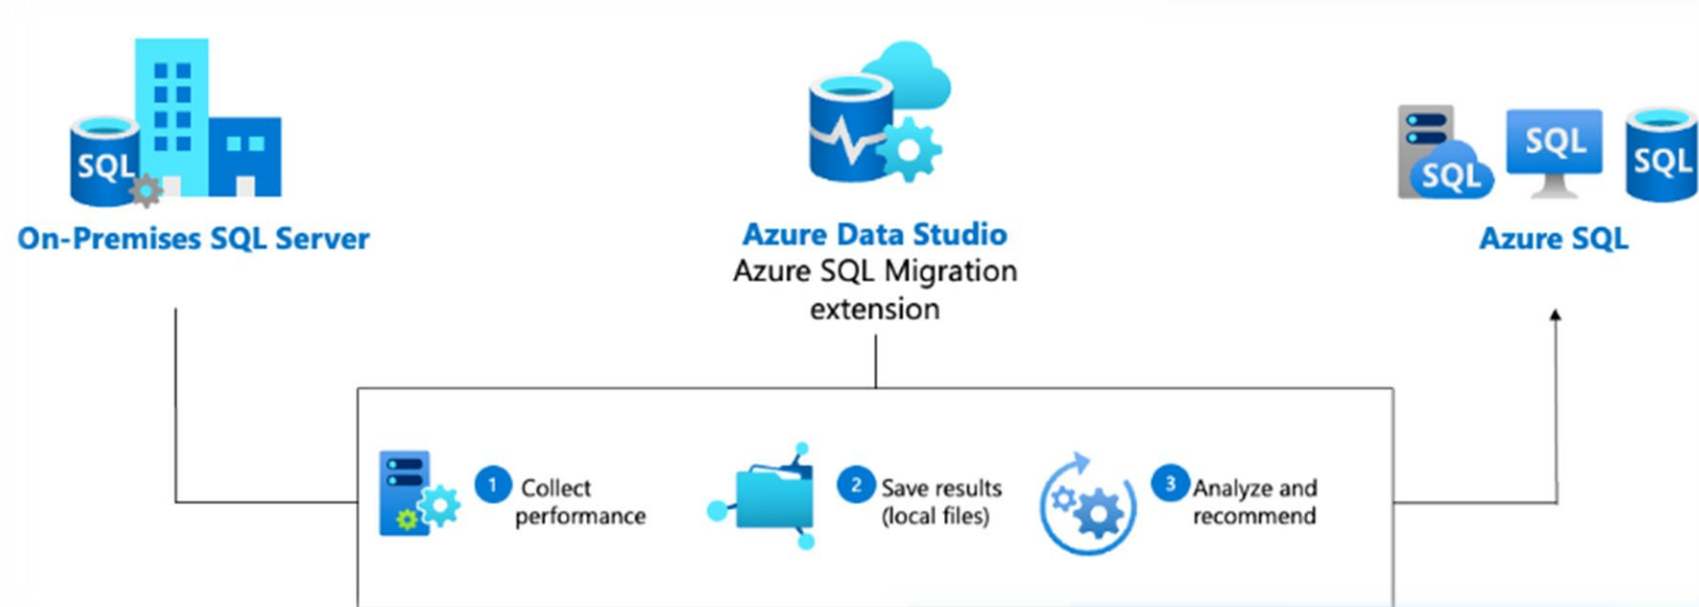 SQL
On-Premises SQL Server
Azure Data Studio
Azure SQL Migration
extension
SQL
SQL
SQL
Azure SQL
1
Collect
performance
2
Save results
(local files)
3
Analyze and
recommend